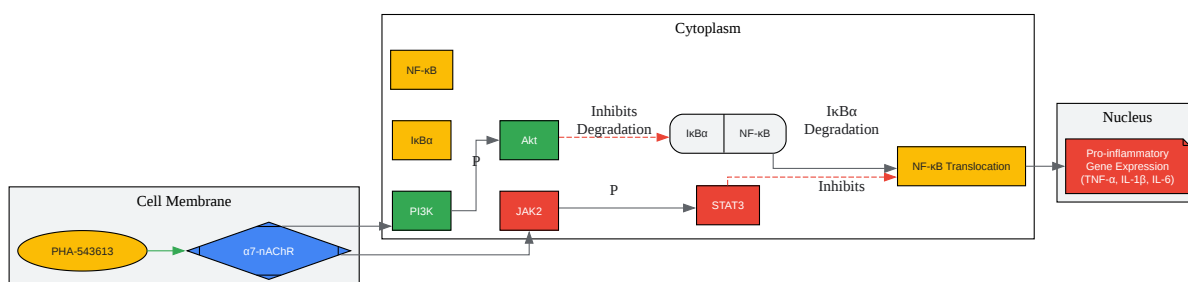 Cytoplasm
NF-κB
IκBα
Akt
Inhibits
Degradation
IκBα
NF-κB
IκBα
Degradation
P
NF-κB Translocation
Nucleus
Pro-inflammatory
Gene Expression
(TNF-α, IL-1β, IL-6)
Cell Membrane
PHA-543613
α7-nAChR
PI3K
JAK2
P
STAT3
Inhibits